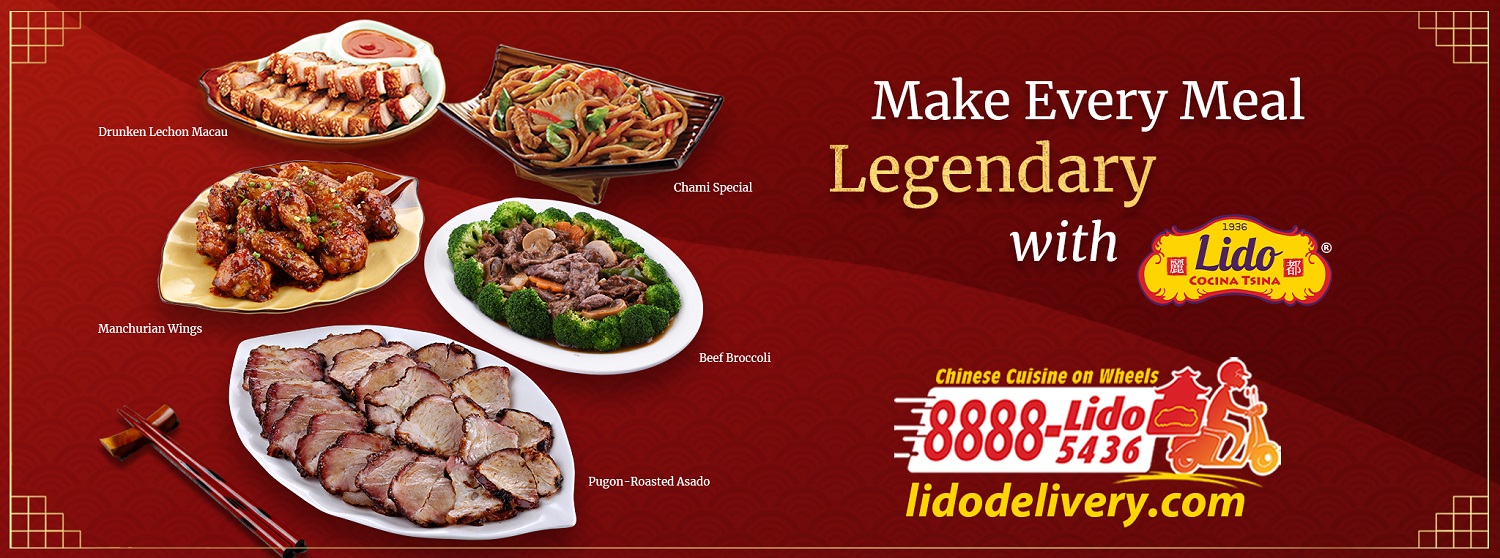 Drunken Lechon Macau
Chami Special
Manchurian Wings
Beef Broccoli
Pugon-Roasted Asado
Make Every Meal
Legendary
with
1936
麗 Lido 都 ®
COCINA TSINA
Chinese Cuisine on Wheels
8888-Lido
5436
lidodelivery.com